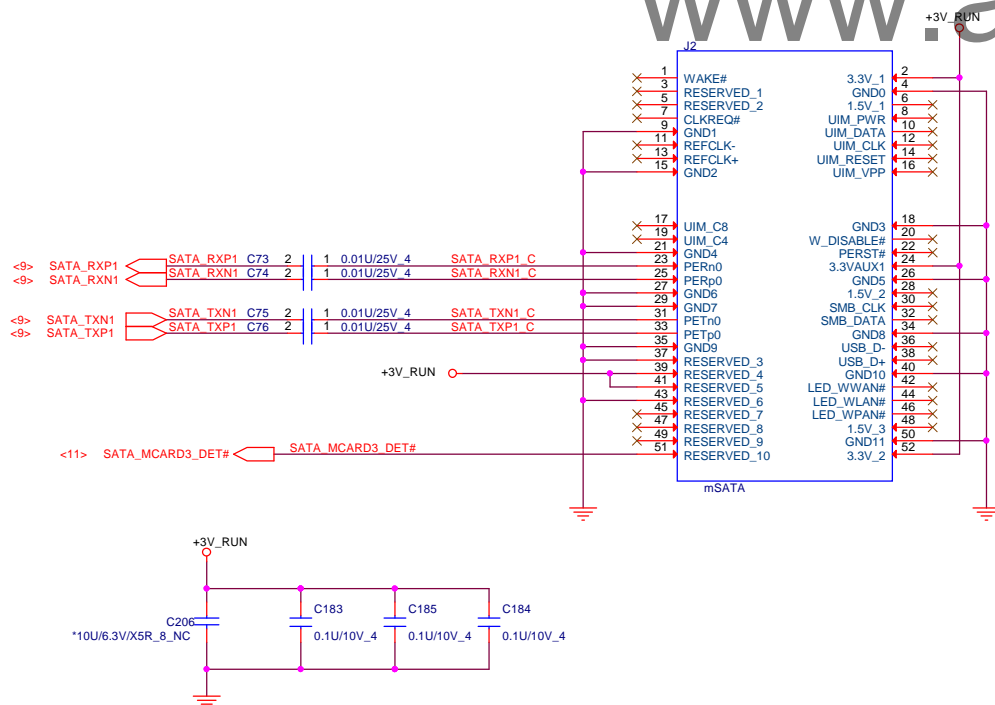 www.
+3V_RUN
J2
1 WAKE# 3.3V_1 2
3 RESERVED_1 GND0 4
5 RESERVED_2 1.5V_1 6
7 CLKREQ# UIM_PWR 8
9 GND1 UIM_DATA 10
11 REFCLK- UIM_CLK 12
13 REFCLK+ UIM_RESET 14
15 GND2 UIM_VPP 16
17 UIM_C8 GND3 18
19 UIM_C4 W_DISABLE# 20
21 GND4 PERST# 22
<9> SATA_RXP1 SATA_RXP1 C73 2 1 0.01U/25V_4 SATA_RXP1_C 23 PERn0 3.3VAUX1 24
<9> SATA_RXN1 SATA_RXN1 C74 2 1 0.01U/25V_4 SATA_RXN1_C 25 PERp0 GND5 26
27 GND6 1.5V_2 28
29 GND7 SMB_CLK 30
<9> SATA_TXN1 SATA_TXN1 C75 2 1 0.01U/25V_4 SATA_TXN1_C 31 PETn0 SMB_DATA 32
<9> SATA_TXP1 SATA_TXP1 C76 2 1 0.01U/25V_4 SATA_TXP1_C 33 PETp0 GND8 34
35 GND9 USB_D- 36
37 RESERVED_3 USB_D+ 38
+3V_RUN 39 RESERVED_4 GND10 40
41 RESERVED_5 LED_WWAN# 42
43 RESERVED_6 LED_WLAN# 44
45 RESERVED_7 LED_WPAN# 46
47 RESERVED_8 1.5V_3 48
49 RESERVED_9 GND11 50
<11> SATA_MCARD3_DET# SATA_MCARD3_DET# 51 RESERVED_10 3.3V_2 52
mSATA
+3V_RUN
C206 C183 C185 C184
*10U/6.3V/X5R_8_NC 0.1U/10V_4 0.1U/10V_4 0.1U/10V_4